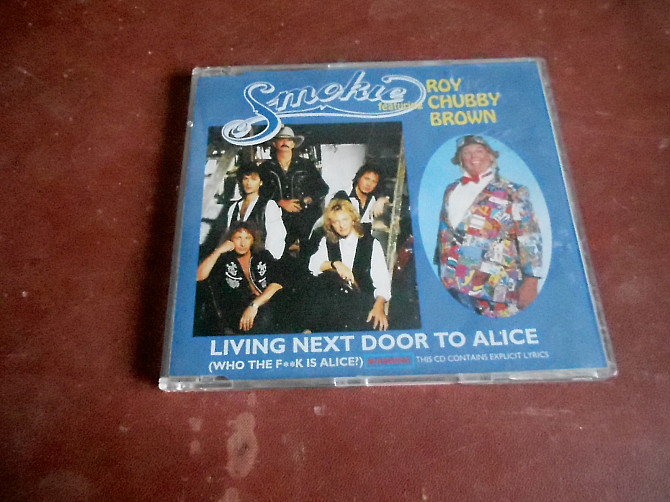 Smokie
featuring
ROY
CHUBBY
BROWN
LIVING NEXT DOOR TO ALICE
(WHO THE F**K IS ALICE?) THIS CD CONTAINS EXPLICIT LYRICS